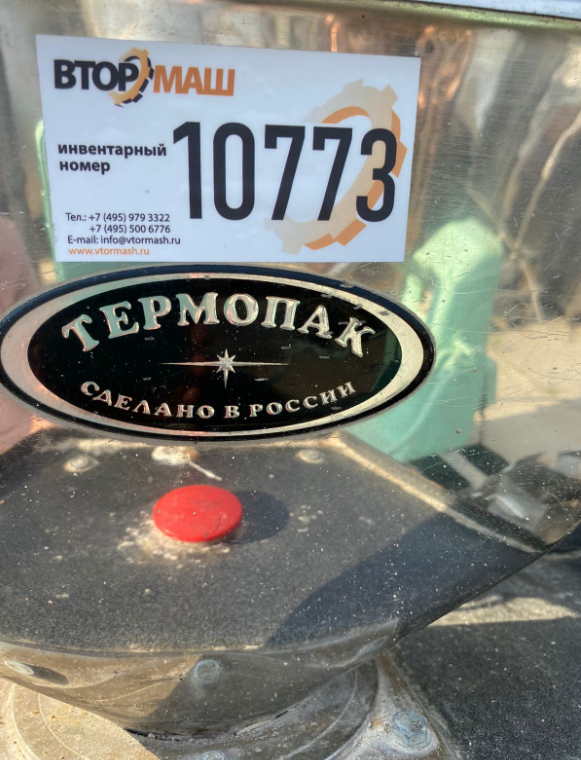 ВТОРМАШ
инвентарный
номер
10773
Тел.: +7 (495) 979 3322
+7 (495) 500 6776
E-mail: info@vtormash.ru
www.vtormash.ru
ТЕРМОПАК
СДЕЛАНО В РОССИИ